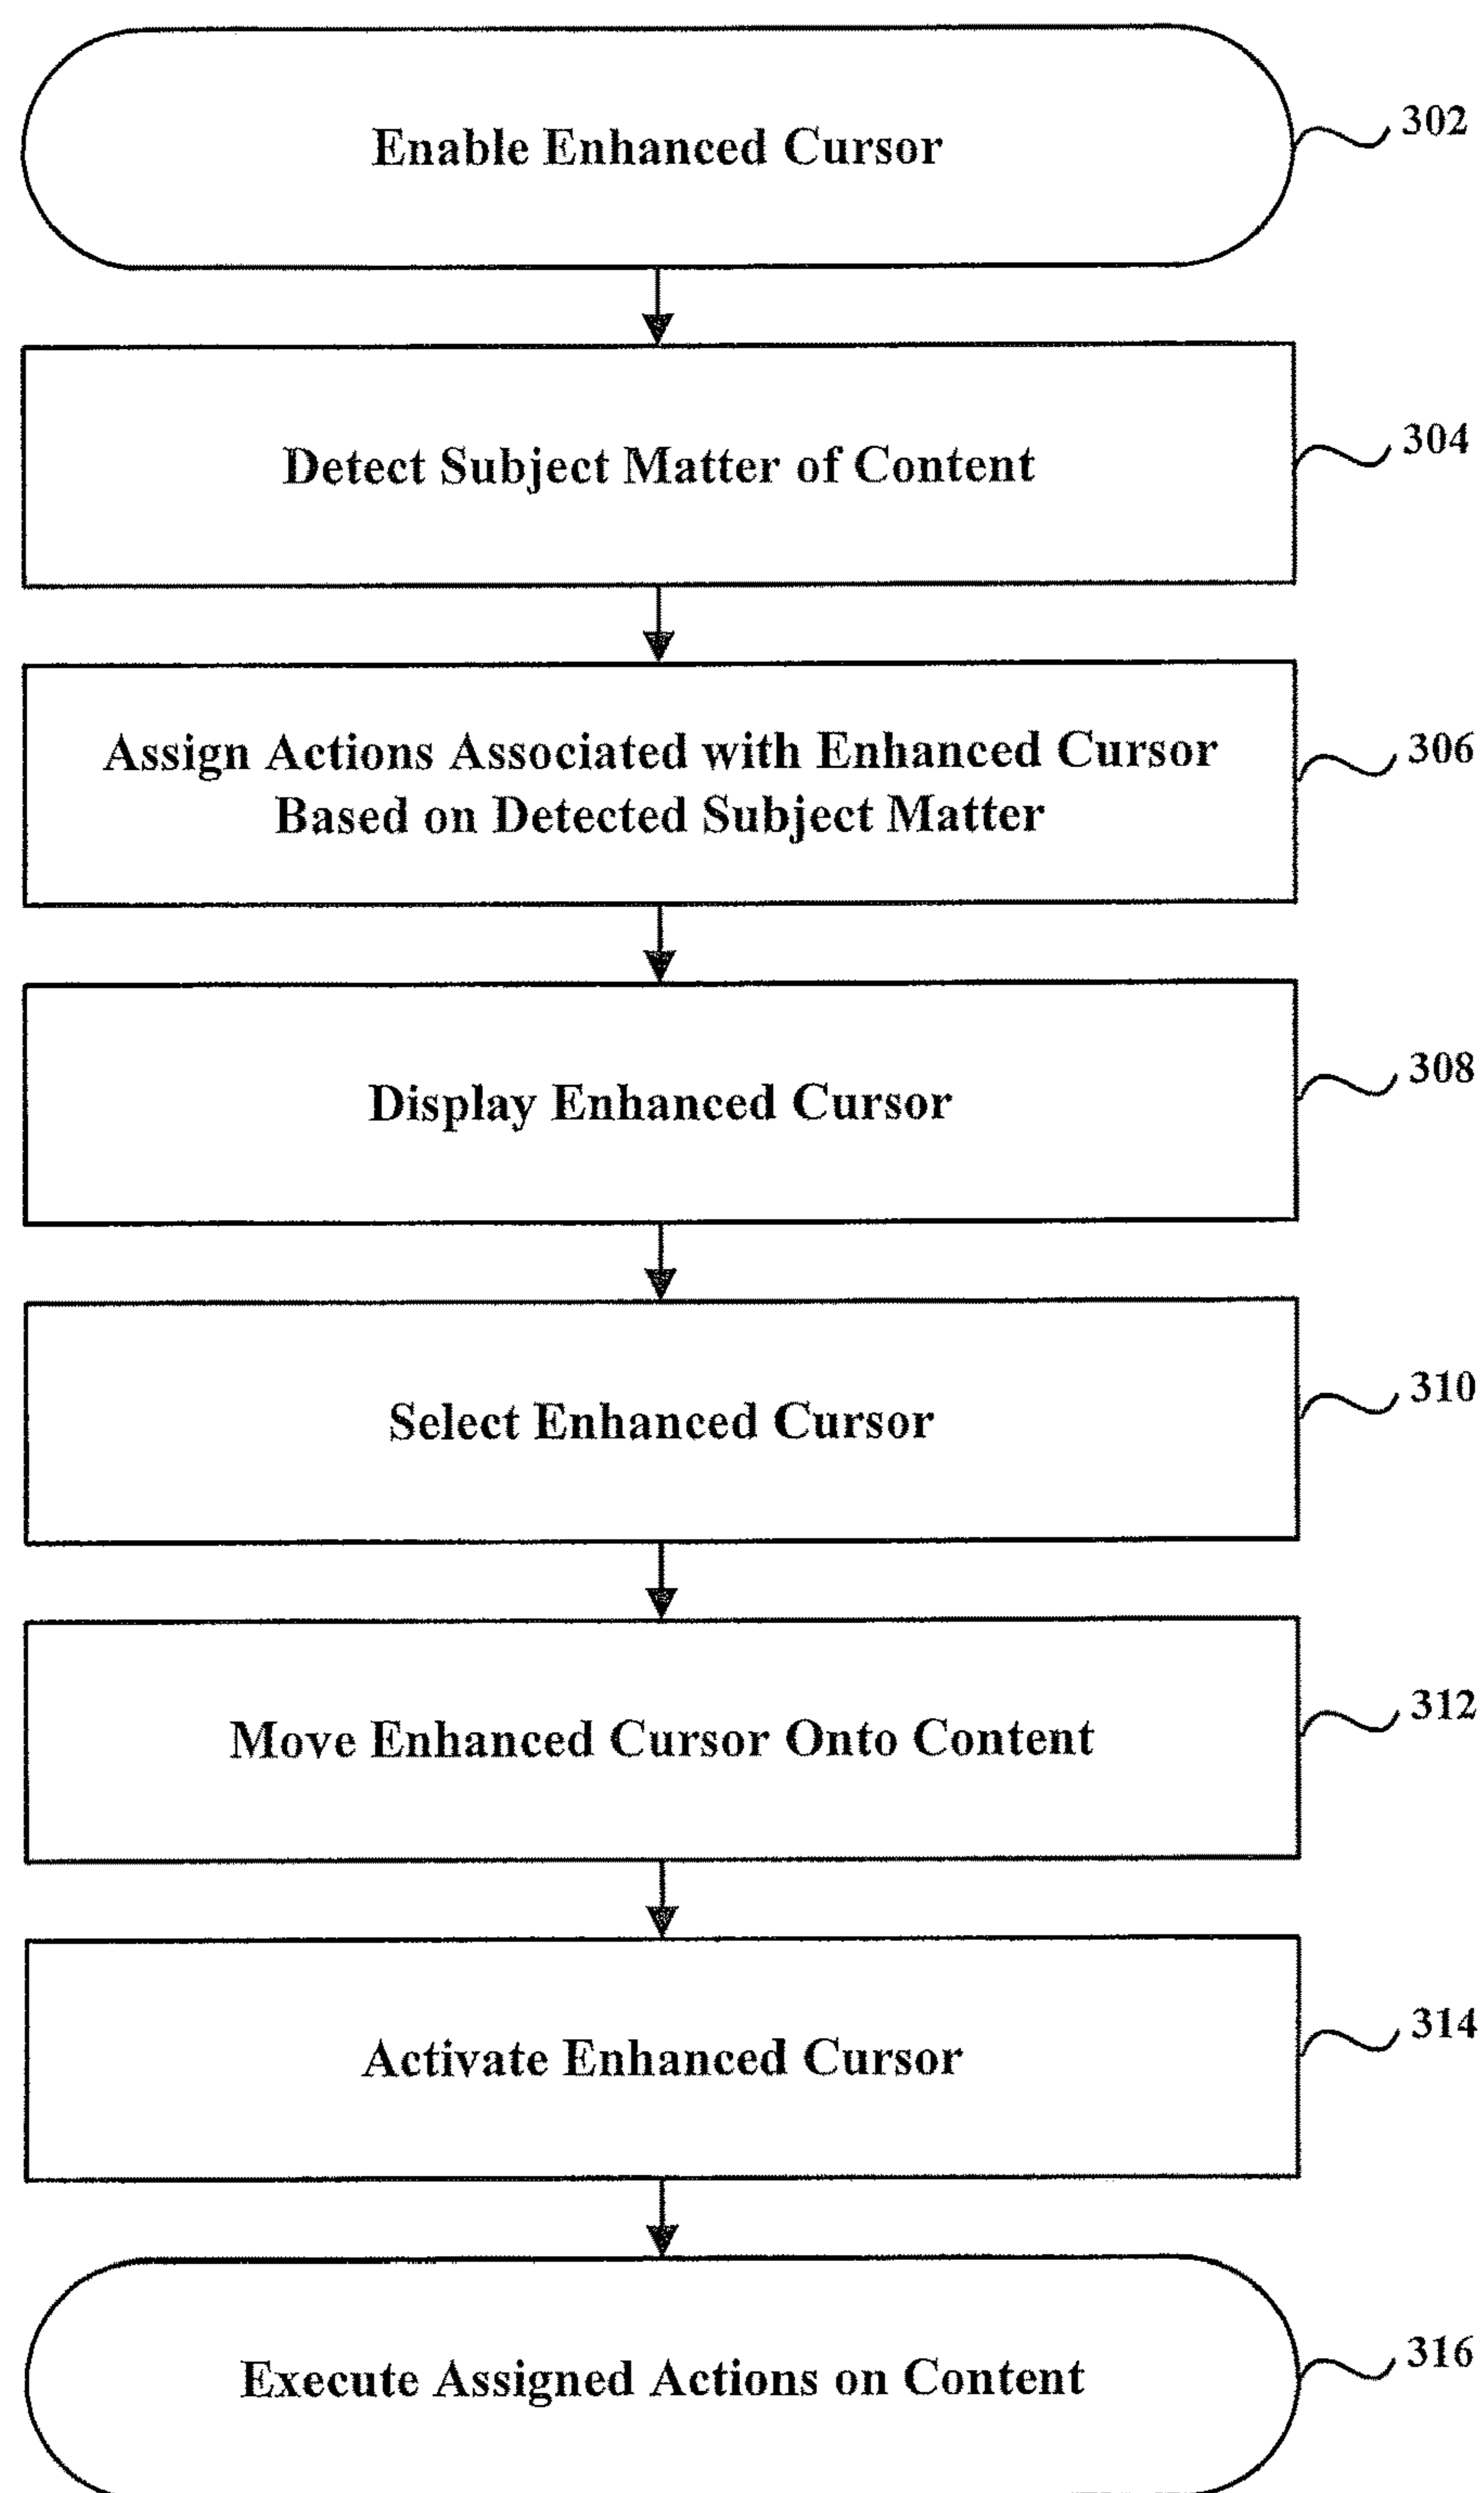 Enable Enhanced Cursor
302
Detect Subject Matter of Content
304
Assign Actions Associated with Enhanced Cursor
Based on Detected Subject Matter
306
Display Enhanced Cursor
308
Select Enhanced Cursor
310
Move Enhanced Cursor Onto Content
312
Activate Enhanced Cursor
314
Execute Assigned Actions on Content
316